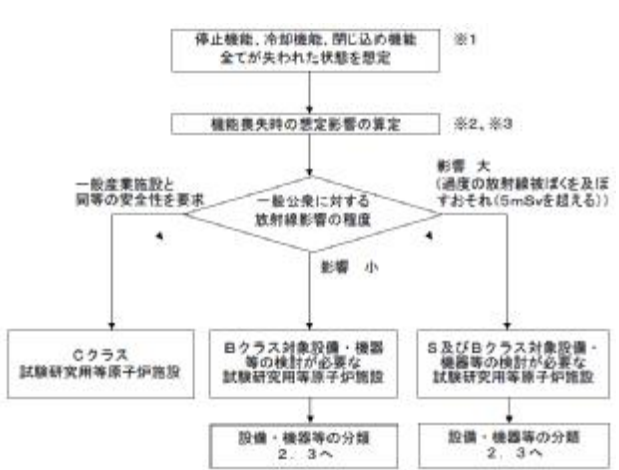 停止機能、冷却機能、閉じ込め機能
全てが失われた状態を想定
※1
機能喪失時の想定影響の算定
※2、※3
一般産業施設と
同等の安全性を要求
一般公衆に対する
放射線影響の程度
影響 大
(過度の放射線被ばくを及ぼ
すおそれ(5mSvを超える))
影響 小
Cクラス
試験研究用等原子炉施設
Bクラス対象設備・機器
等の検討が必要な
試験研究用等原子炉施設
S及びBクラス対象設備・
機器等の検討が必要な
試験研究用等原子炉施設
設備・機器等の分類
2.3へ
設備・機器等の分類
2.3へ